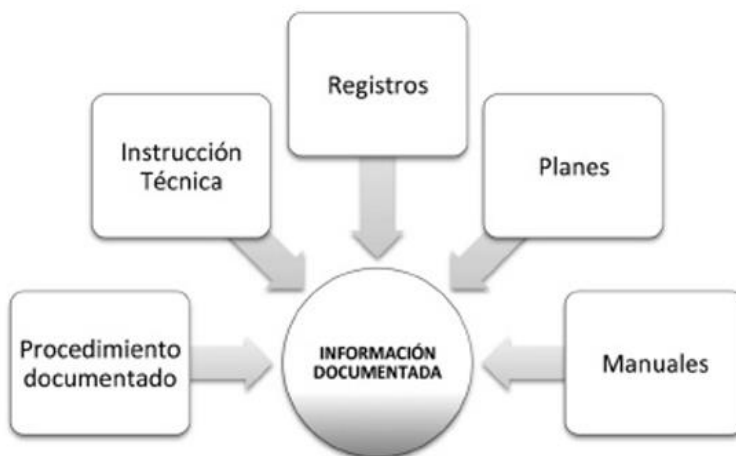 Registros
Instrucción
Técnica
Planes
Procedimiento
documentado
INFORMACIÓN
DOCUMENTADA
Manuales